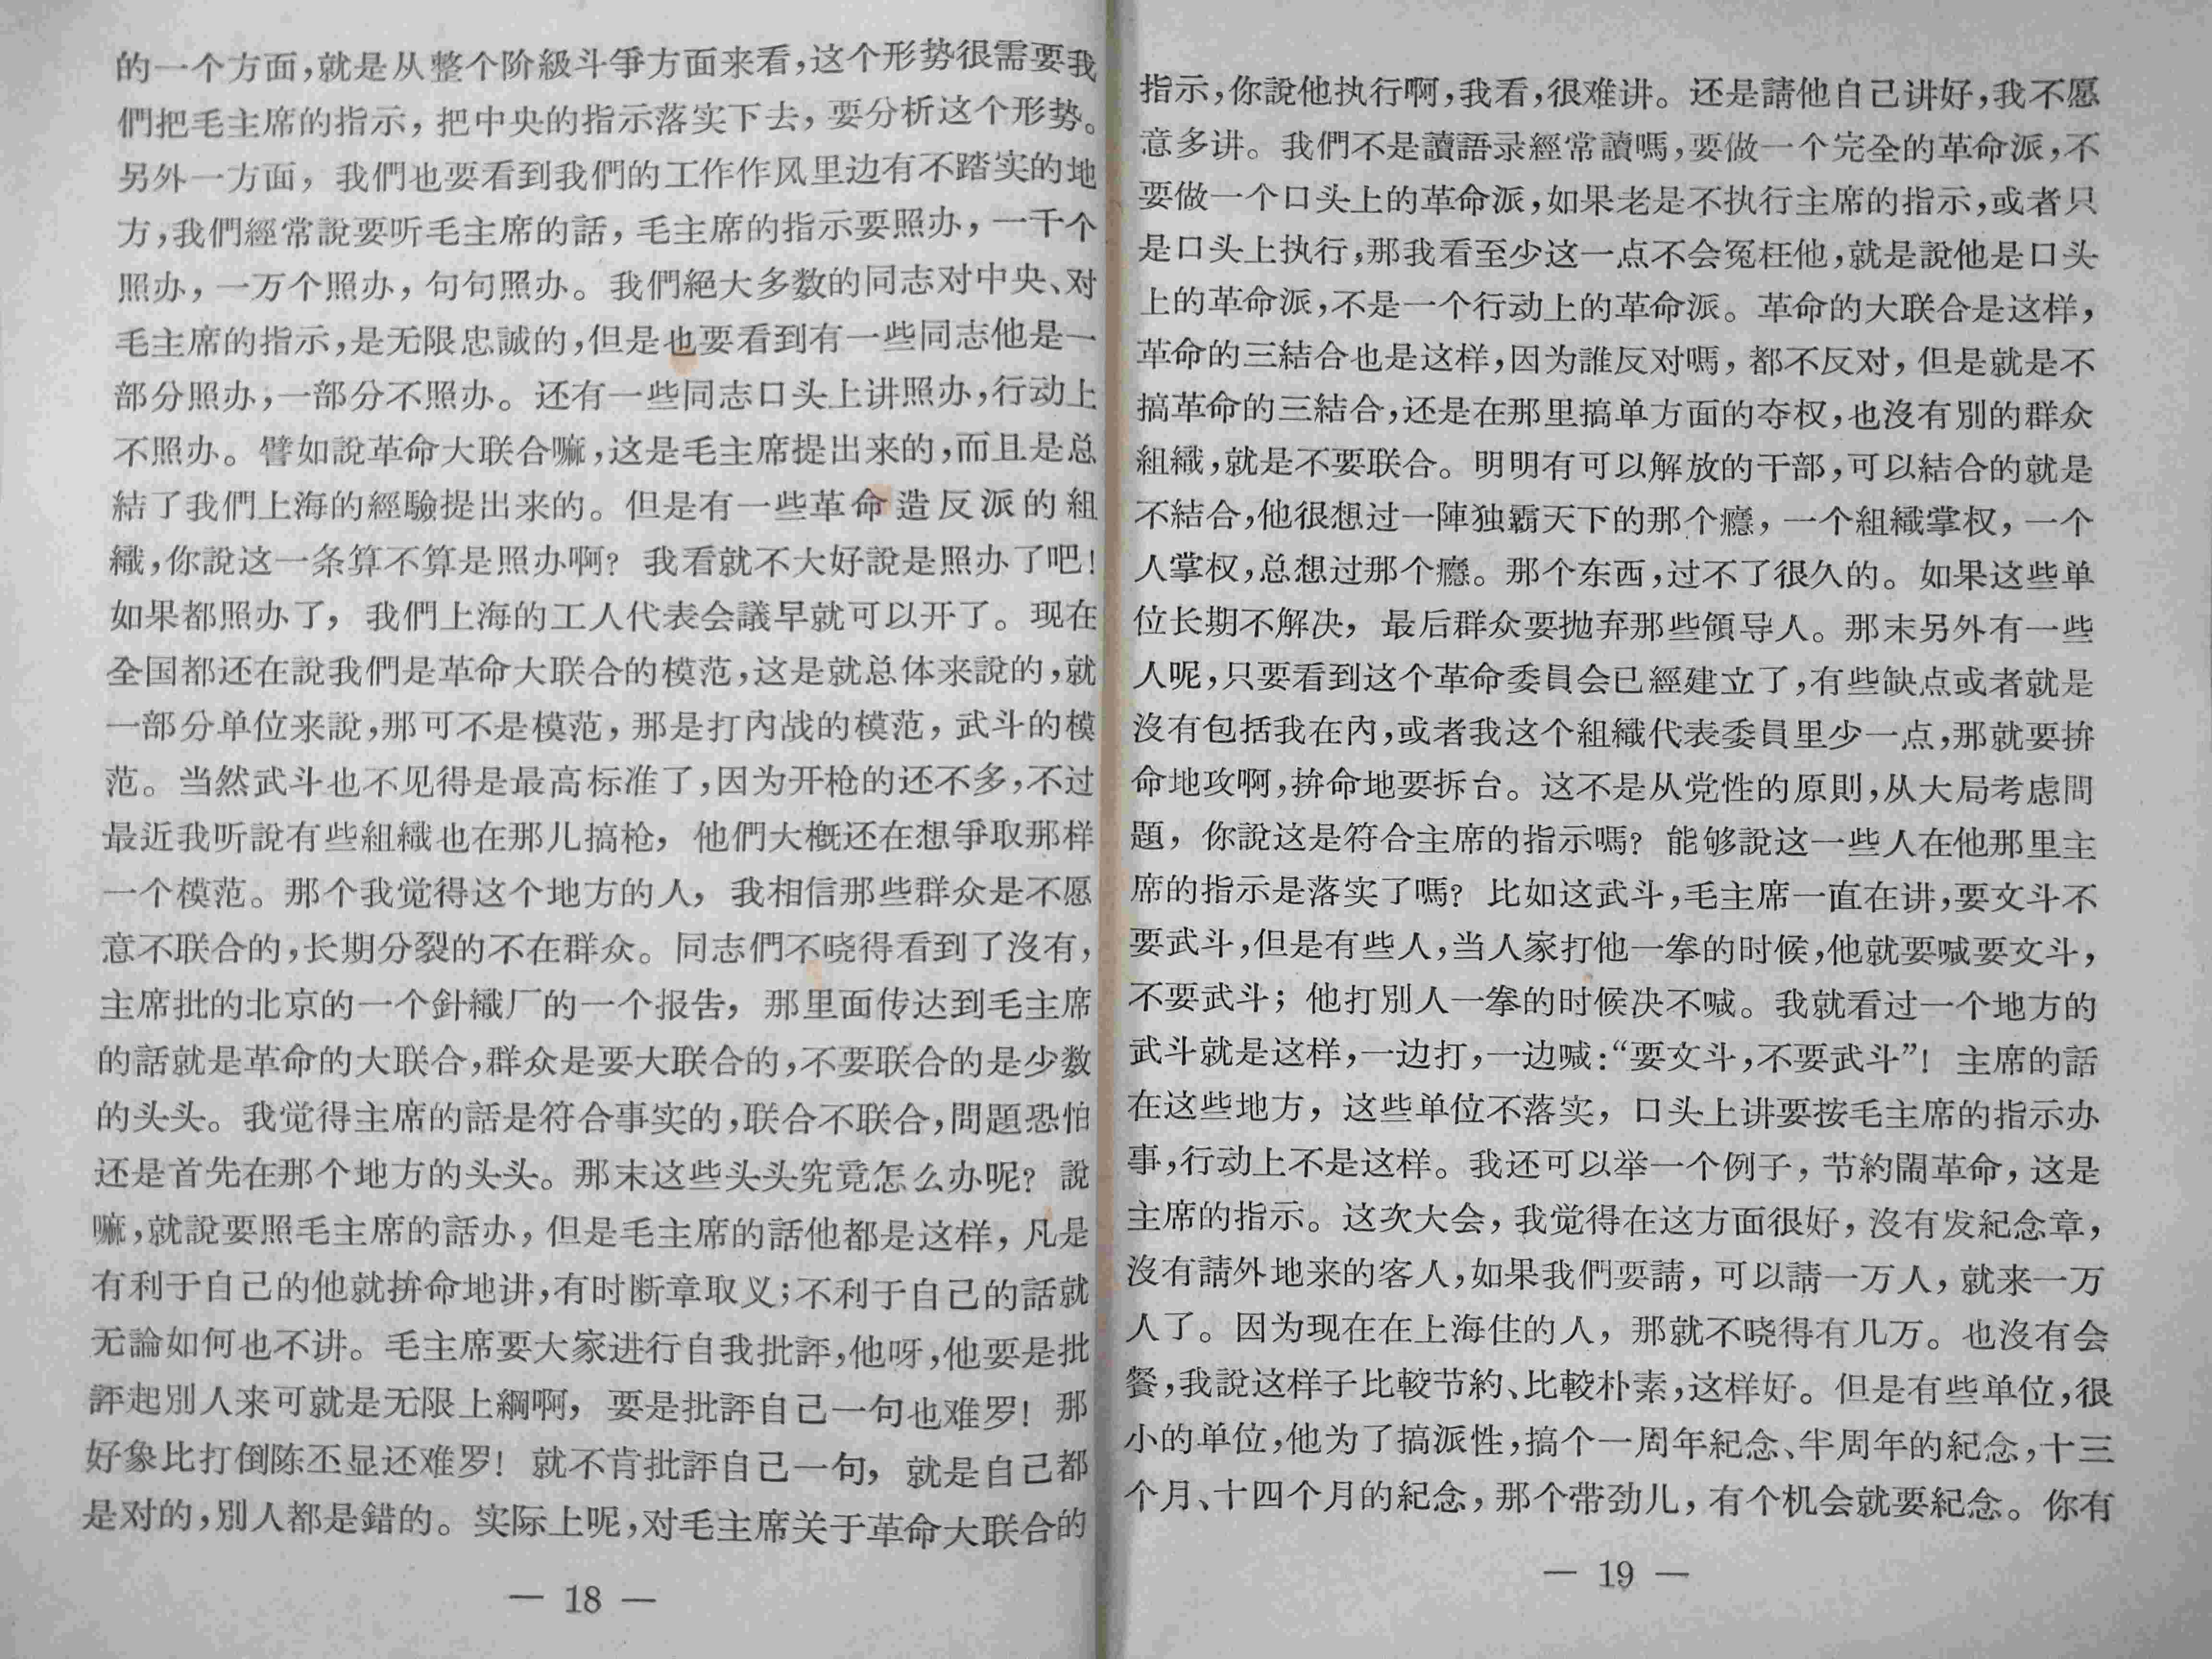 的一个方面,就是从整个阶級斗爭方面来看,这个形势很需要我
們把毛主席的指示,把中央的指示落实下去,要分析这个形势。
另外一方面,我們也要看到我們的工作作风里边有不踏实的地
方,我們經常說要听毛主席的話,毛主席的指示要照办,一千个
照办,一万个照办,句句照办。我們絕大多数的同志对中央、对
毛主席的指示,是无限忠誠的,但是也要看到有一些同志他是一
部分照办,一部分不照办。还有一些同志口头上讲照办,行动上
不照办。譬如說革命大联合嘛,这是毛主席提出来的,而且是总
結了我們上海的經驗提出来的。但是有一些革命造反派的組
織,你說这一条算不算是照办啊?我看就不大好說是照办了吧!
如果都照办了,我們上海的工人代表会議早就可以开了。现在
全国都还在說我們是革命大联合的模范,这是就总体来說的,就
一部分单位来說,那可不是模范,那是打內战的模范,武斗的模
范。当然武斗也不见得是最高标准了,因为开枪的还不多,不过
最近我听說有些組織也在那儿搞枪,他們大槪还在想爭取那样
一个模范。那个我觉得这个地方的人,我相信那些群众是不愿
意不联合的,长期分裂的不在群众。同志們不晓得看到了沒有,
主席批的北京的一个針織厂的一个报告,那里面传达到毛主席
的話就是革命的大联合,群众是要大联合的,不要联合的是少数
的头头。我觉得主席的話是符合事实的,联合不联合,問題恐怕
还是首先在那个地方的头头。那末这些头头究竟怎么办呢?說
嘛,就說要照毛主席的話办,但是毛主席的話他都是这样,凡是
有利于自己的他就拚命地讲,有时断章取义;不利于自己的話就
无論如何也不讲。毛主席要大家进行自我批評,他呀,他要是批
評起別人来可就是无限上綱啊,要是批評自己一句也难罗!那
好象比打倒陈丕显还难罗!就不肯批評自己一句,就是自己都
是对的,別人都是錯的。实际上呢,对毛主席关于革命大联合的
— 18 —
指示,你說他执行啊,我看,很难讲。还是請他自己讲好,我不愿
意多讲。我們不是讀語录經常讀嗎,要做一个完全的革命派,不
要做一个口头上的革命派,如果老是不执行主席的指示,或者只
是口头上执行,那我看至少这一点不会冤枉他,就是說他是口头
上的革命派,不是一个行动上的革命派。革命的大联合是这样,
革命的三結合也是这样,因为誰反对嗎,都不反对,但是就是不
搞革命的三結合,还是在那里搞单方面的夺权,也沒有別的群众
組織,就是不要联合。明明有可以解放的干部,可以結合的就是
不結合,他很想过一陣独霸天下的那个癮,一个組織掌权,一个
人掌权,总想过那个癮。那个东西,过不了很久的。如果这些单
位长期不解决,最后群众要抛弃那些領导人。那末另外有一些
人呢,只要看到这个革命委員会已經建立了,有些缺点或者就是
沒有包括我在內,或者我这个組織代表委員里少一点,那就要拚
命地攻啊,拚命地要拆台。这不是从党性的原則,从大局考虑問
題,你說这是符合主席的指示嗎?能够說这一些人在他那里主
席的指示是落实了嗎?比如这武斗,毛主席一直在讲,要文斗不
要武斗,但是有些人,当人家打他一拳的时候,他就要喊要文斗,
不要武斗;他打別人一拳的时候决不喊。我就看过一个地方的
武斗就是这样,一边打,一边喊:“要文斗,不要武斗”!主席的話
在这些地方,这些单位不落实,口头上讲要按毛主席的指示办
事,行动上不是这样。我还可以举一个例子,节約鬧革命,这是
主席的指示。这次大会,我觉得在这方面很好,沒有发紀念章,
沒有請外地来的客人,如果我們要請,可以請一万人,就来一万
人了。因为现在在上海住的人,那就不晓得有几万。也沒有会
餐,我說这样子比較节約、比較朴素,这样好。但是有些单位,很
小的单位,他为了搞派性,搞个一周年紀念、半周年的紀念,十三
个月、十四个月的紀念,那个带劲儿,有个机会就要紀念。你有
— 19 —